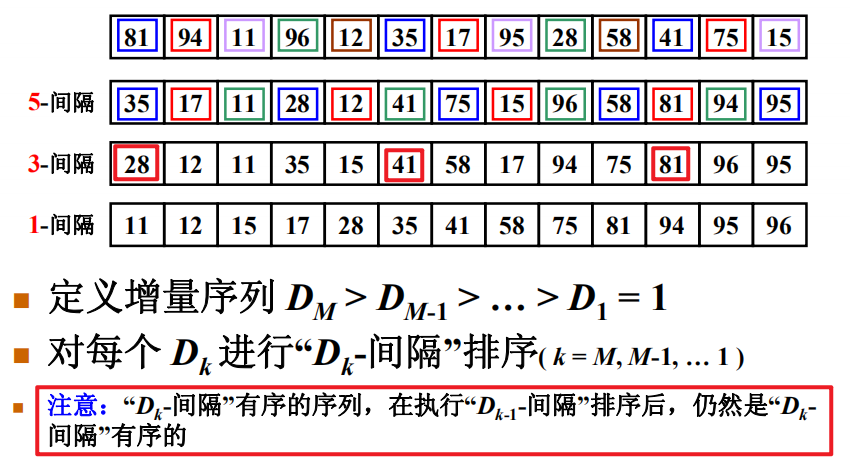 81 94 11 96 12 35 17 95 28 58 41 75 15
5-间隔 35 17 11 28 12 41 75 15 96 58 81 94 95
3-间隔 28 12 11 35 15 41 58 17 94 75 81 96 95
1-间隔 11 12 15 17 28 35 41 58 75 81 94 95 96
定义增量序列 D_M > D_{M-1} > … > D_1 = 1
对每个 D_k 进行“D_k-间隔”排序( k = M, M-1, … 1 )
注意：“D_k-间隔”有序的序列，在执行“D_{k-1}-间隔”排序后，仍然是“D_k-
间隔”有序的